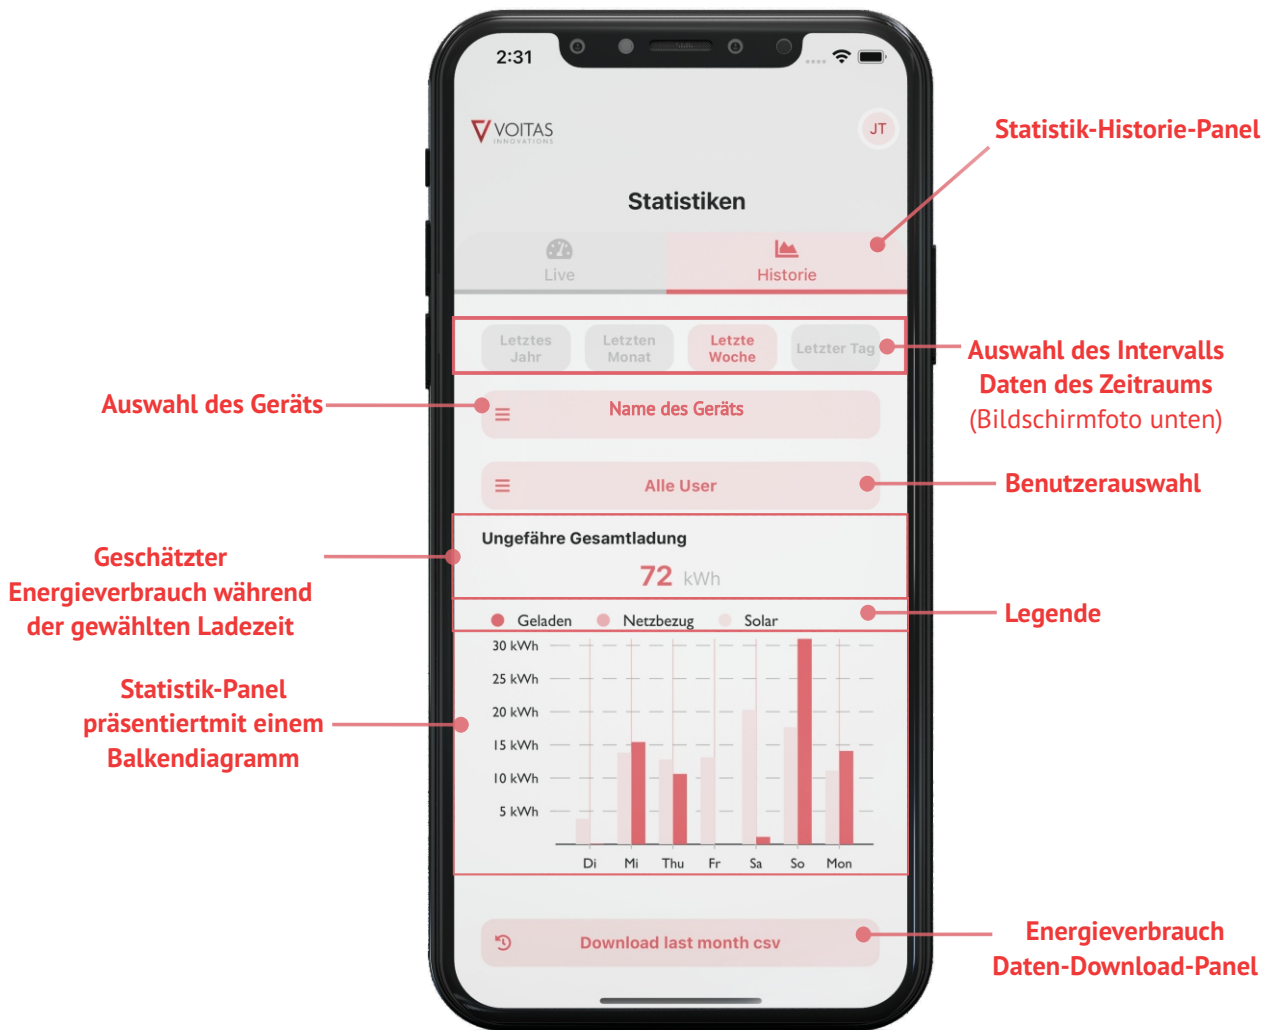 2:31
VOITAS
INNOVATIONS
JT
Statistik-Historie-Panel
Statistiken
Live
Historie
Letztes
Jahr
Letzten
Monat
Letzte
Woche
Letzter Tag
Auswahl des Intervalls
Daten des Zeitraums
(Bildschirmfoto unten)
Auswahl des Geräts
Name des Geräts
Alle User
Benutzerauswahl
Ungefähre Gesamtladung
72 kWh
Geschätzter
Energieverbrauch während
der gewählten Ladezeit
Geladen Netzbezug Solar
Legende
30 kWh
25 kWh
20 kWh
15 kWh
10 kWh
5 kWh
Di Mi Thu Fr Sa So Mon
Statistik-Panel
präsentiertmit einem
Balkendiagramm
Download last month csv
Energieverbrauch
Daten-Download-Panel